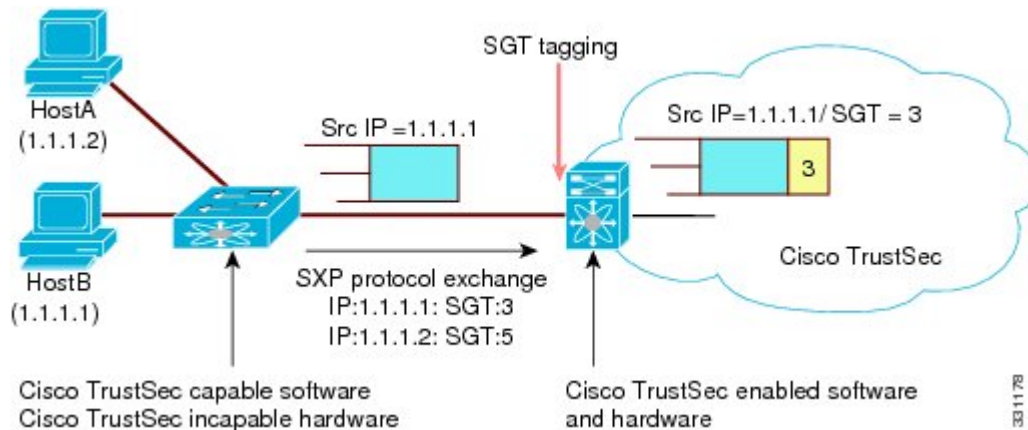 SGT tagging
HostA
(1.1.1.2)
Src IP =1.1.1.1
Src IP=1.1.1.1/ SGT = 3
3
HostB
(1.1.1.1)
SXP protocol exchange
IP:1.1.1.1: SGT:3
IP:1.1.1.2: SGT:5
Cisco TrustSec
Cisco TrustSec capable software
Cisco TrustSec incapable hardware
Cisco TrustSec enabled software
and hardware
331178